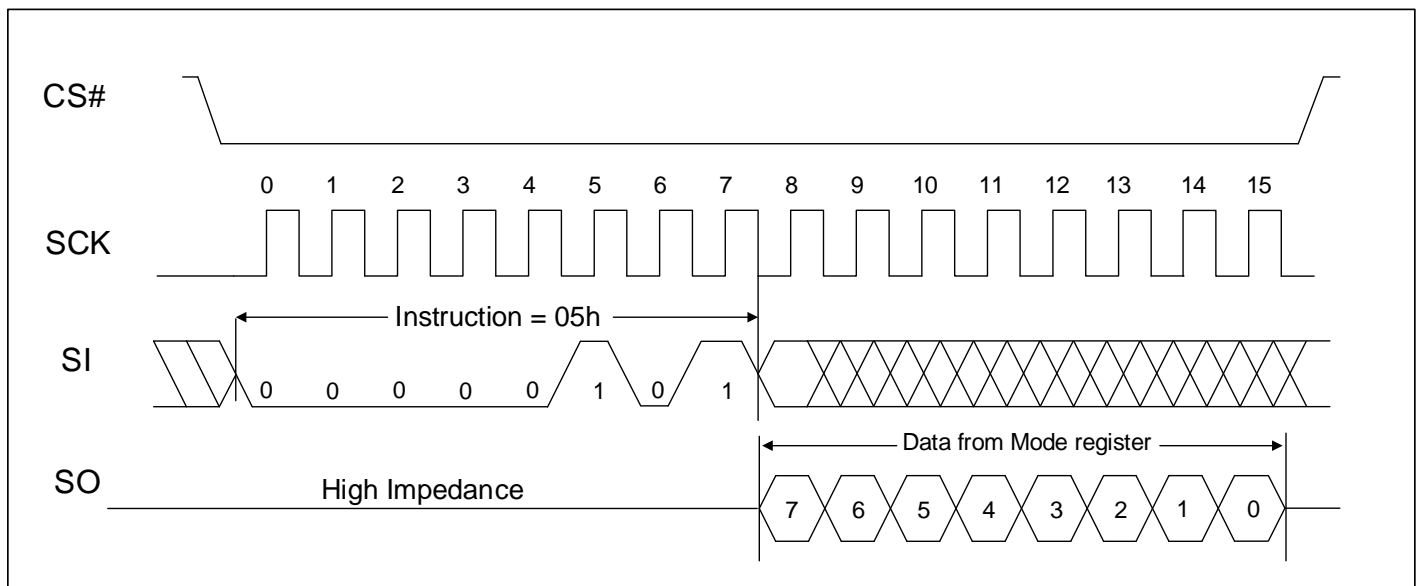 CS#
0 1 2 3 4 5 6 7 8 9 10 11 12 13 14 15
SCK
Instruction = 05h
SI
0 0 0 0 0 1 0 1
Data from Mode register
SO
High Impedance
7 6 5 4 3 2 1 0